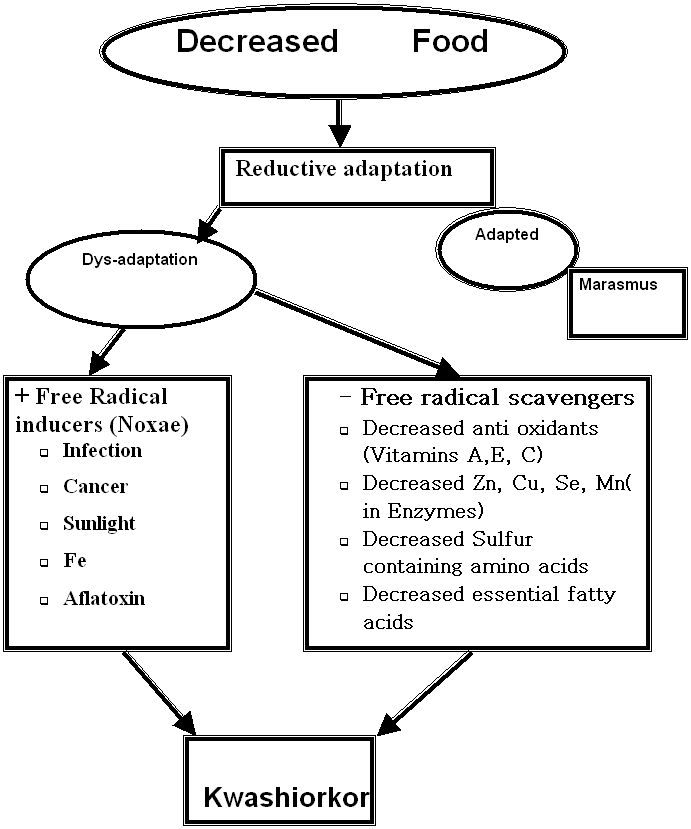 Decreased Food
Reductive adaptation
Adapted
Dys-adaptation
Marasmus
+ Free Radical
inducers (Noxae)
Infection
Cancer
Sunlight
Fe
Aflatoxin
- Free radical scavengers
Decreased anti oxidants
(Vitamins A,E, C)
Decreased Zn, Cu, Se, Mn(
in Enzymes)
Decreased Sulfur
containing amino acids
Decreased essential fatty
acids
Kwashiorkor